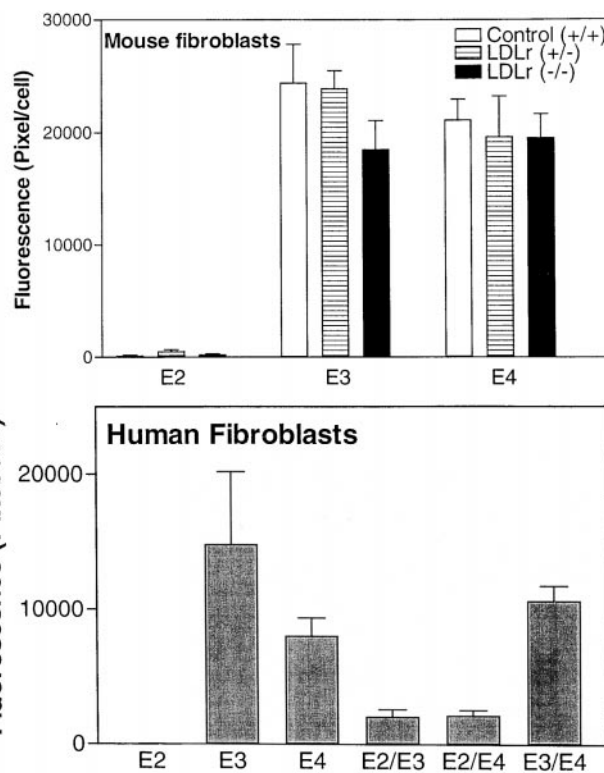 Fluorescence (Pixel/cell)
30000
20000
10000
0
Mouse fibroblasts
Control (+/+)
LDLr (+/-)
LDLr (-/-)
E2 E3 E4
20000
10000
0
Human Fibroblasts
E2 E3 E4 E2/E3 E2/E4 E3/E4